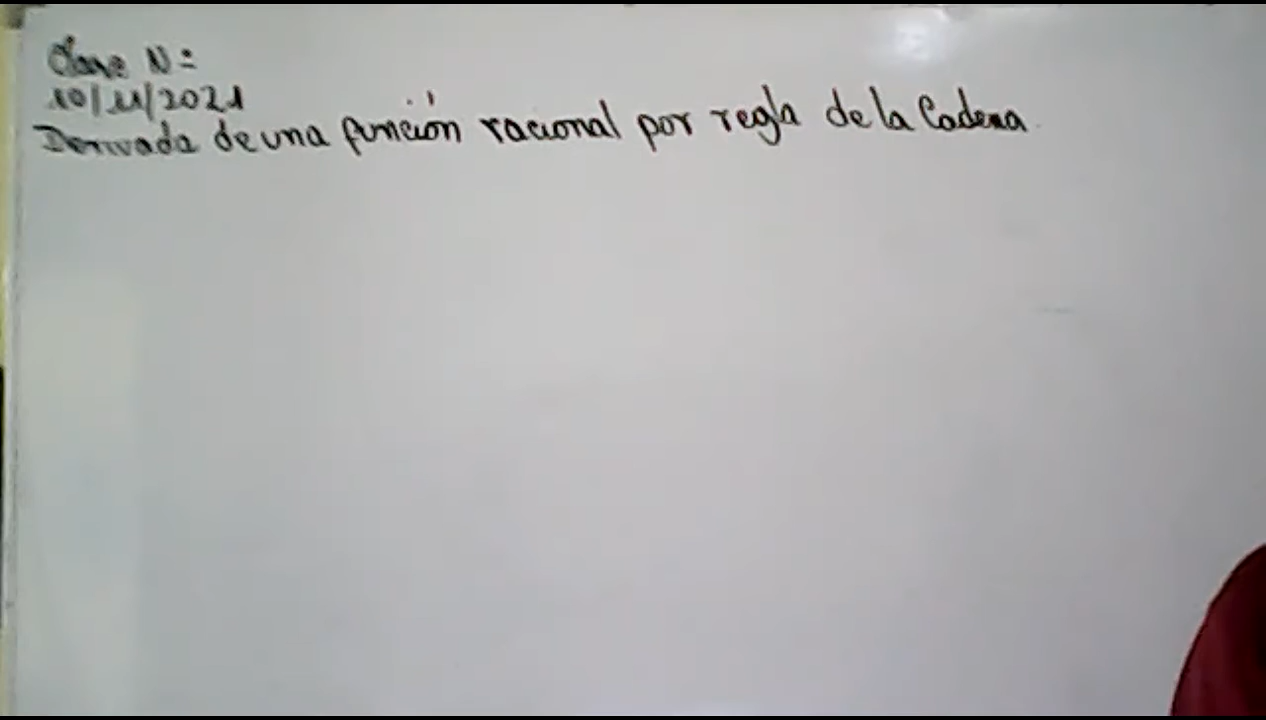 Clase N:
10/11/2021
Derivada de una función racional por regla de la Cadena.